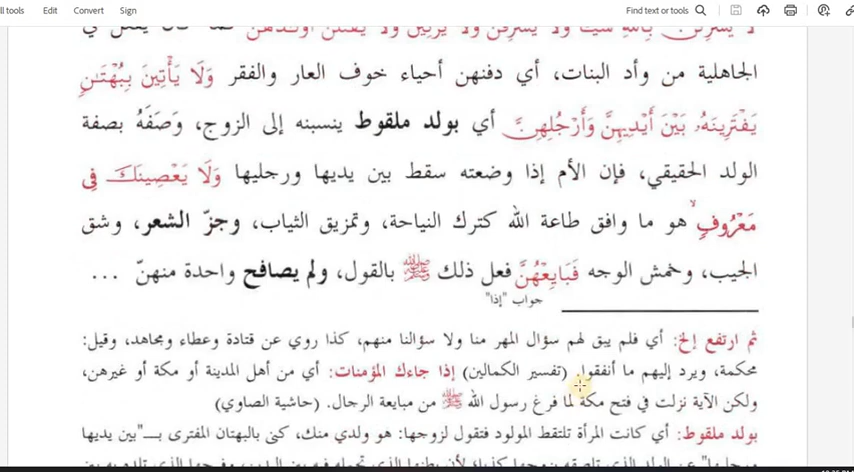 ll tools Edit Convert Sign Find text or tools
الجاهلية من وأد البنات، أي دفنهن أحياء خوف العار والفقر وَلَا يَأْتِينَ بِبُهْتَـٰنٍ
يَفْتَرِينَهُۥ بَيْنَ أَيْدِيهِنَّ وَأَرْجُلِهِنَّ أي بولد ملقوط ينسبنه إلى الزوج، وَصَفَهُ بصفة
الولد الحقيقي، فإن الأم إذا وضعته سقط بين يديها ورجليها وَلَا يَعْصِينَكَ فِى
مَعْرُوفٍ ۙ هو ما وافق طاعة الله كترك النياحة، وتمزيق الثياب، وجزّ الشعر، وشق
الجيب، وخمش الوجه فَبَايِعْهُنَّ فعل ذلك ﷺ بالقول، ولم يصافح واحدة منهنّ ...
جواب "إذا"
ثم ارتفع إلخ: أي فلم يبق لهم سؤال المهر منا ولا سؤالنا منهم، كذا روي عن قتادة وعطاء ومجاهد، وقيل:
محكمة، ويرد إليهم ما أنفقوا. (تفسير الكمالين) إذا جاءك المؤمنات: أي من أهل المدينة أو مكة أو غيرهن،
ولكن الآية نزلت في فتح مكة لما فرغ رسول الله ﷺ من مبايعة الرجال. (حاشية الصاوي)
بولد ملقوط: أي كانت المرأة تلتقط المولود فتقول لزوجها: هو ولدي منك، كنى بالبهتان المفترى بـ"بين يديها